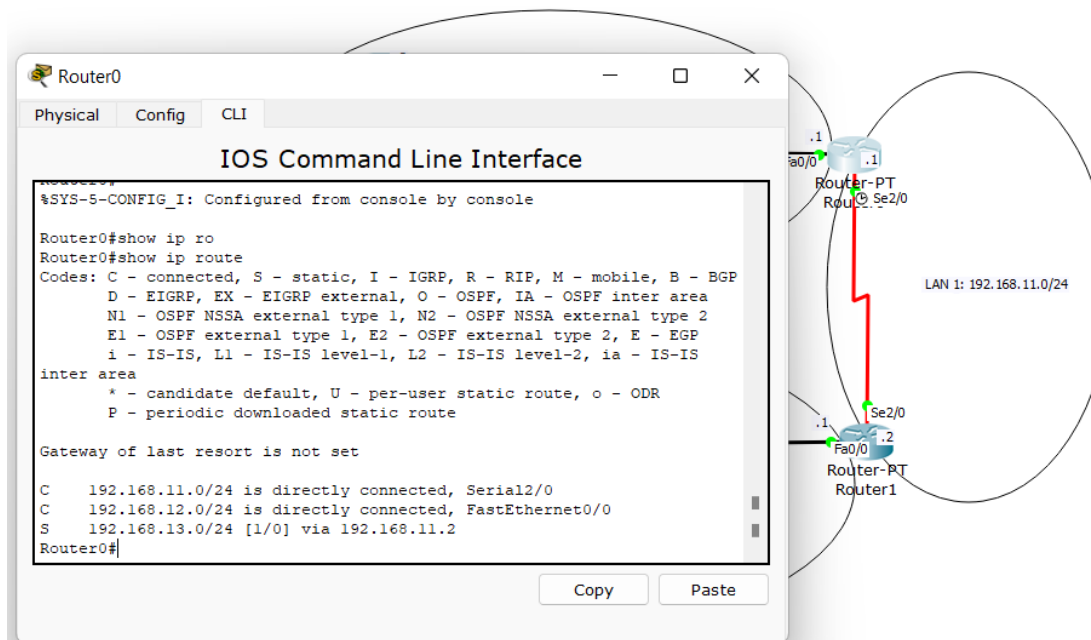 Router0
Physical Config CLI
IOS Command Line Interface
%SYS-5-CONFIG_I: Configured from console by console
Router0#show ip ro
Router0#show ip route
Codes: C - connected, S - static, I - IGRP, R - RIP, M - mobile, B - BGP
D - EIGRP, EX - EIGRP external, O - OSPF, IA - OSPF inter area
N1 - OSPF NSSA external type 1, N2 - OSPF NSSA external type 2
E1 - OSPF external type 1, E2 - OSPF external type 2, E - EGP
i - IS-IS, L1 - IS-IS level-1, L2 - IS-IS level-2, ia - IS-IS
inter area
* - candidate default, U - per-user static route, o - ODR
P - periodic downloaded static route
Gateway of last resort is not set
C 192.168.11.0/24 is directly connected, Serial2/0
C 192.168.12.0/24 is directly connected, FastEthernet0/0
S 192.168.13.0/24 [1/0] via 192.168.11.2
Router0#
Copy Paste
.1
Fa0/0
.1
Router-PT
Se2/0
LAN 1: 192.168.11.0/24
Se2/0
.1
.2
Fa0/0
Router-PT
Router1